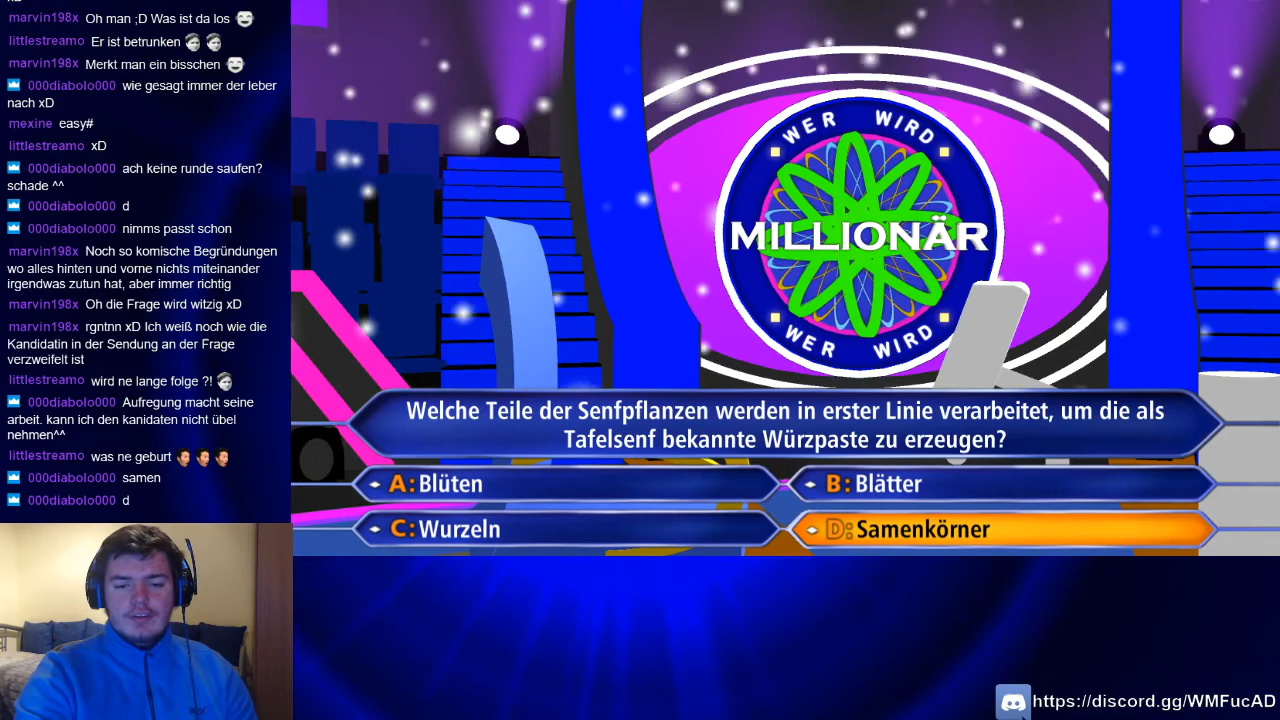 xD
marvin198x Oh man ;D Was ist da los
littlestreamo Er ist betrunken
marvin198x Merkt man ein bisschen
000diabolo000 wie gesagt immer der leber
nach xD
mexine easy#
littlestreamo xD
000diabolo000 ach keine runde saufen?
schade ^^
000diabolo000 d
000diabolo000 nimms passt schon
marvin198x Noch so komische Begründungen
wo alles hinten und vorne nichts miteinander
irgendwas zutun hat, aber immer richtig
marvin198x Oh die Frage wird witzig xD
marvin198x rgntnn xD Ich weiß noch wie die
Kandidatin in der Sendung an der Frage
verzweifelt ist
littlestreamo wird ne lange folge ?!
000diabolo000 Aufregung macht seine
arbeit. kann ich den kanidaten nicht übel
nehmen^^
littlestreamo was ne geburt
000diabolo000 samen
000diabolo000 d
WER WIRD
MILLIONÄR
WER WIRD
Welche Teile der Senfpflanzen werden in erster Linie verarbeitet, um die als
Tafelsenf bekannte Würzpaste zu erzeugen?
A: Blüten
B: Blätter
C: Wurzeln
D: Samenkörner
https://discord.gg/WMFucAD